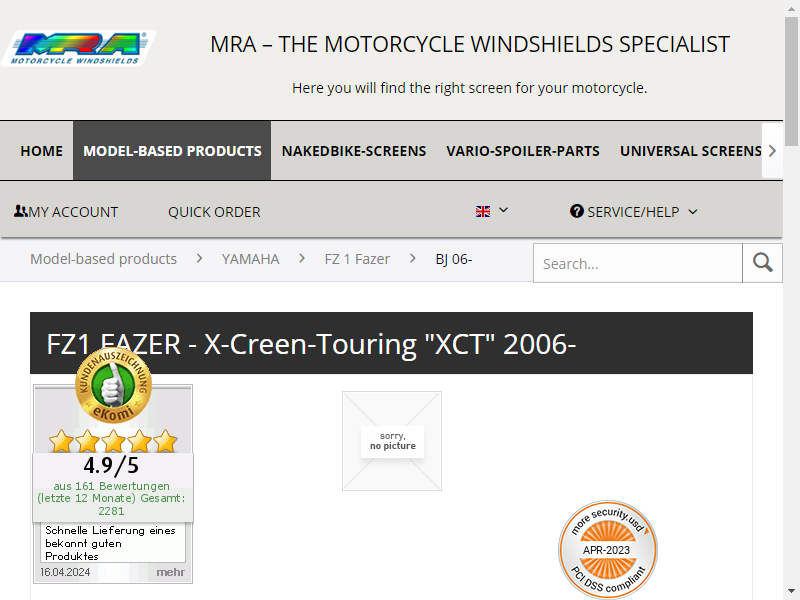 MRA®
MOTORCYCLE WINDSHIELDS
MRA – THE MOTORCYCLE WINDSHIELDS SPECIALIST
Here you will find the right screen for your motorcycle.
HOME MODEL-BASED PRODUCTS NAKEDBIKE-SCREENS VARIO-SPOILER-PARTS UNIVERSAL SCREENS
MY ACCOUNT QUICK ORDER SERVICE/HELP
Model-based products YAMAHA FZ 1 Fazer BJ 06-
Search...
FZ1 FAZER - X-Creen-Touring "XCT" 2006-
KUNDENAUSZEICHNUNG
eKomi
4.9/5
aus 161 Bewertungen
(letzte 12 Monate) Gesamt:
2281
Schnelle Lieferung eines
bekannt guten
Produktes
16.04.2024 mehr
sorry,
no picture
more security.usd
APR-2023
PCI DSS compliant